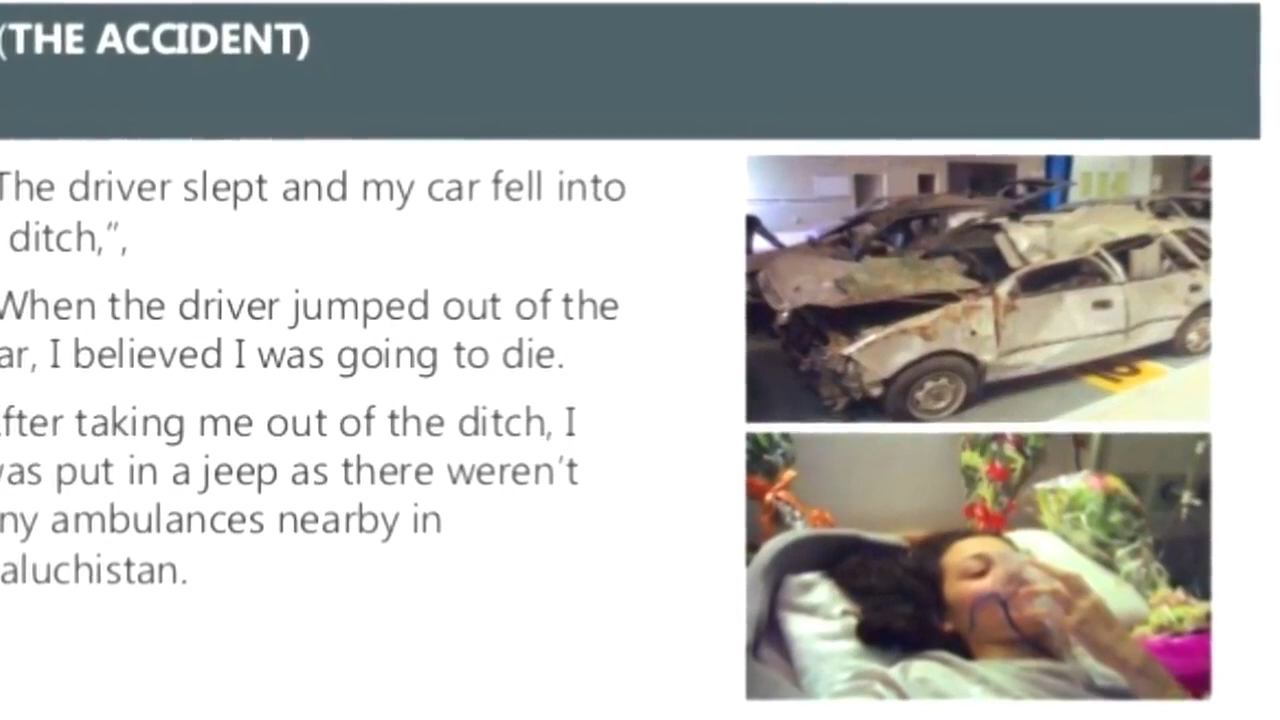 (THE ACCIDENT)
The driver slept and my car fell into
ditch,”,
When the driver jumped out of the
ar, I believed I was going to die.
fter taking me out of the ditch, I
was put in a jeep as there weren’t
ny ambulances nearby in
aluchistan.